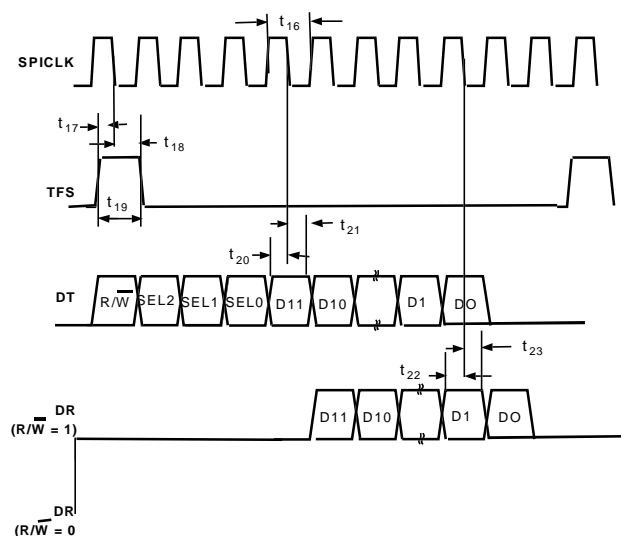 t16
SPICLK
t17
t18
TFS
t19
t21
t20
DT
R/W̅ SEL2 SEL1 SEL0 D11 D10 D1 DO
t23
t22
DR
(R/W̅ = 1)
D11 D10 D1 DO
DR
(R/W̅ = 0